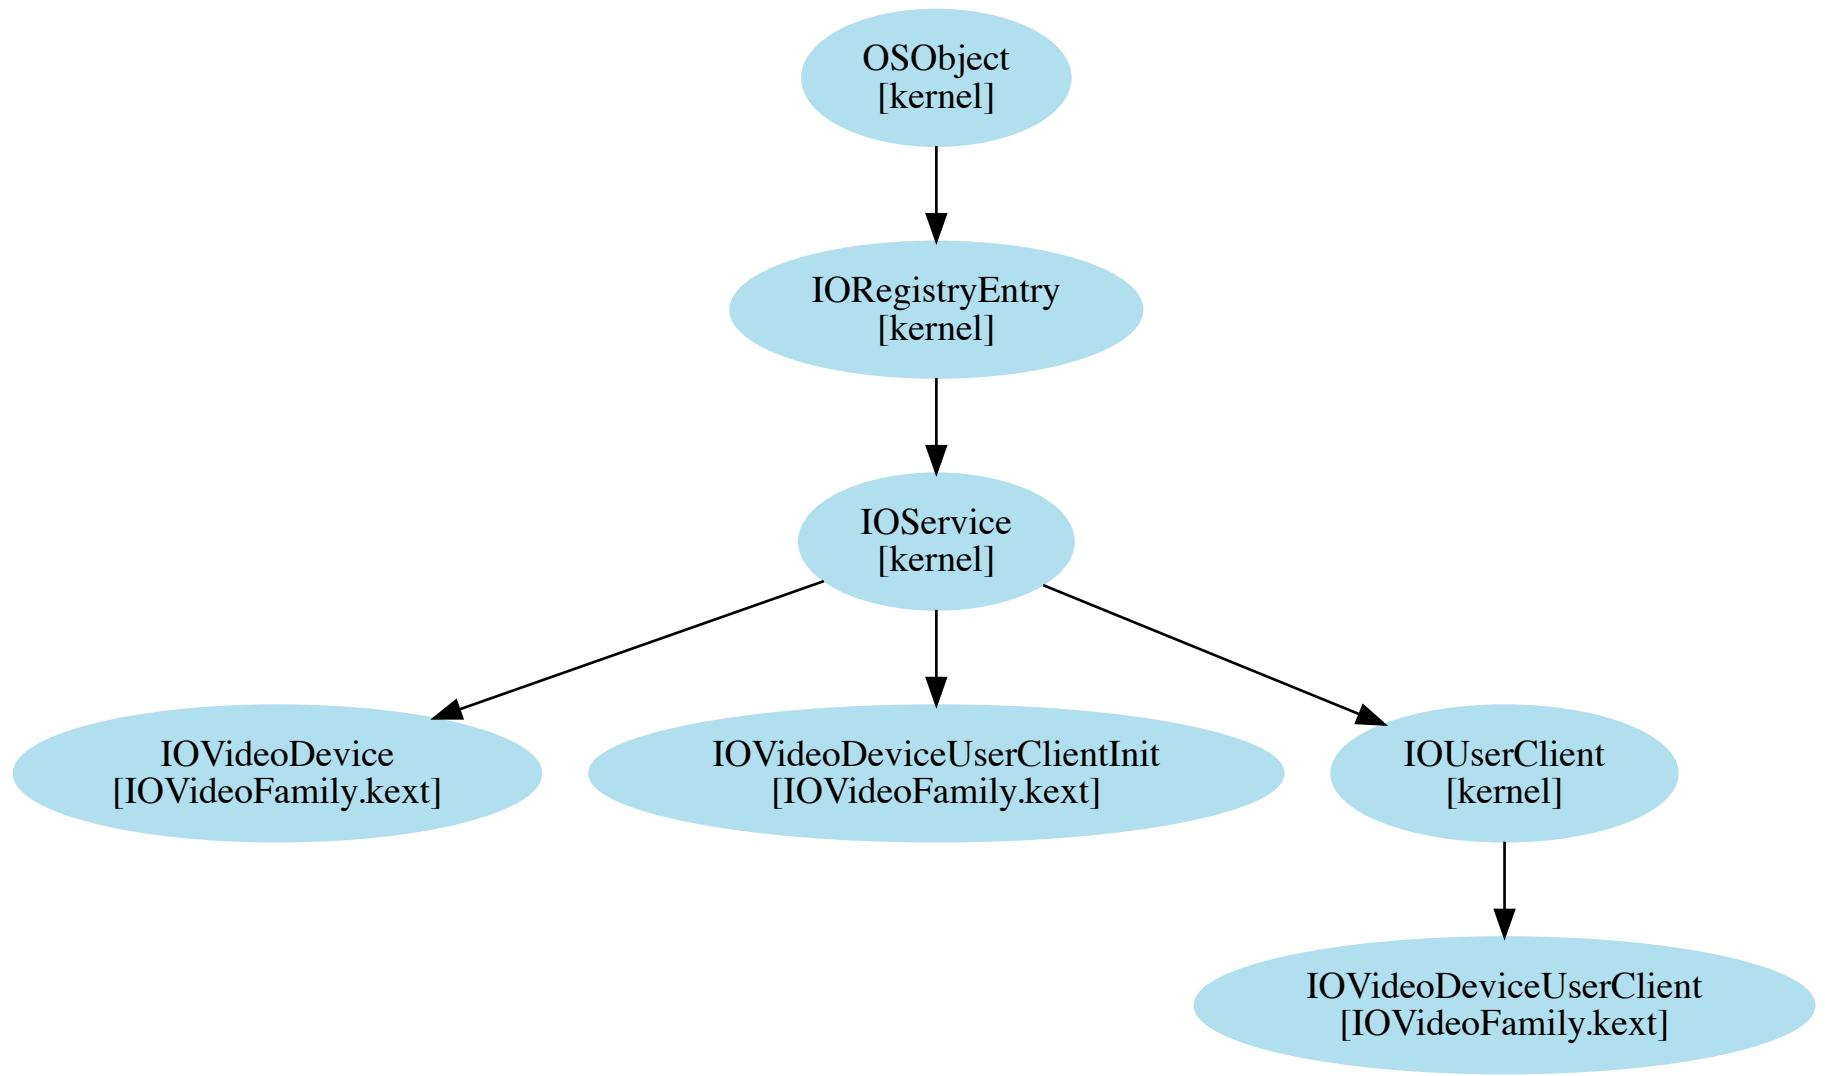 OSObject
[kernel]
IORegistryEntry
[kernel]
IOService
[kernel]
IOVideoDevice
[IOVideoFamily.kext]
IOVideoDeviceUserClientInit
[IOVideoFamily.kext]
IOUserClient
[kernel]
IOVideoDeviceUserClient
[IOVideoFamily.kext]